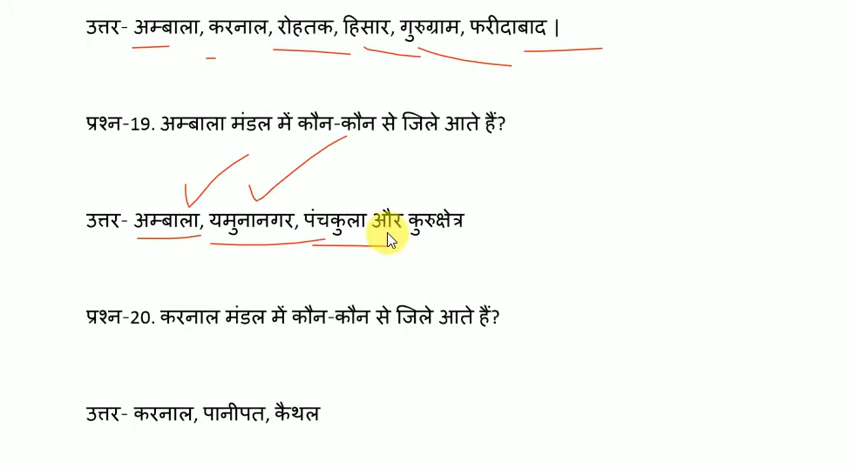 उत्तर- अम्बाला, करनाल, रोहतक, हिसार, गुरुग्राम, फरीदाबाद |
प्रश्न-19. अम्बाला मंडल में कौन-कौन से जिले आते हैं?
उत्तर- अम्बाला, यमुनानगर, पंचकुला और कुरुक्षेत्र
प्रश्न-20. करनाल मंडल में कौन-कौन से जिले आते हैं?
उत्तर- करनाल, पानीपत, कैथल